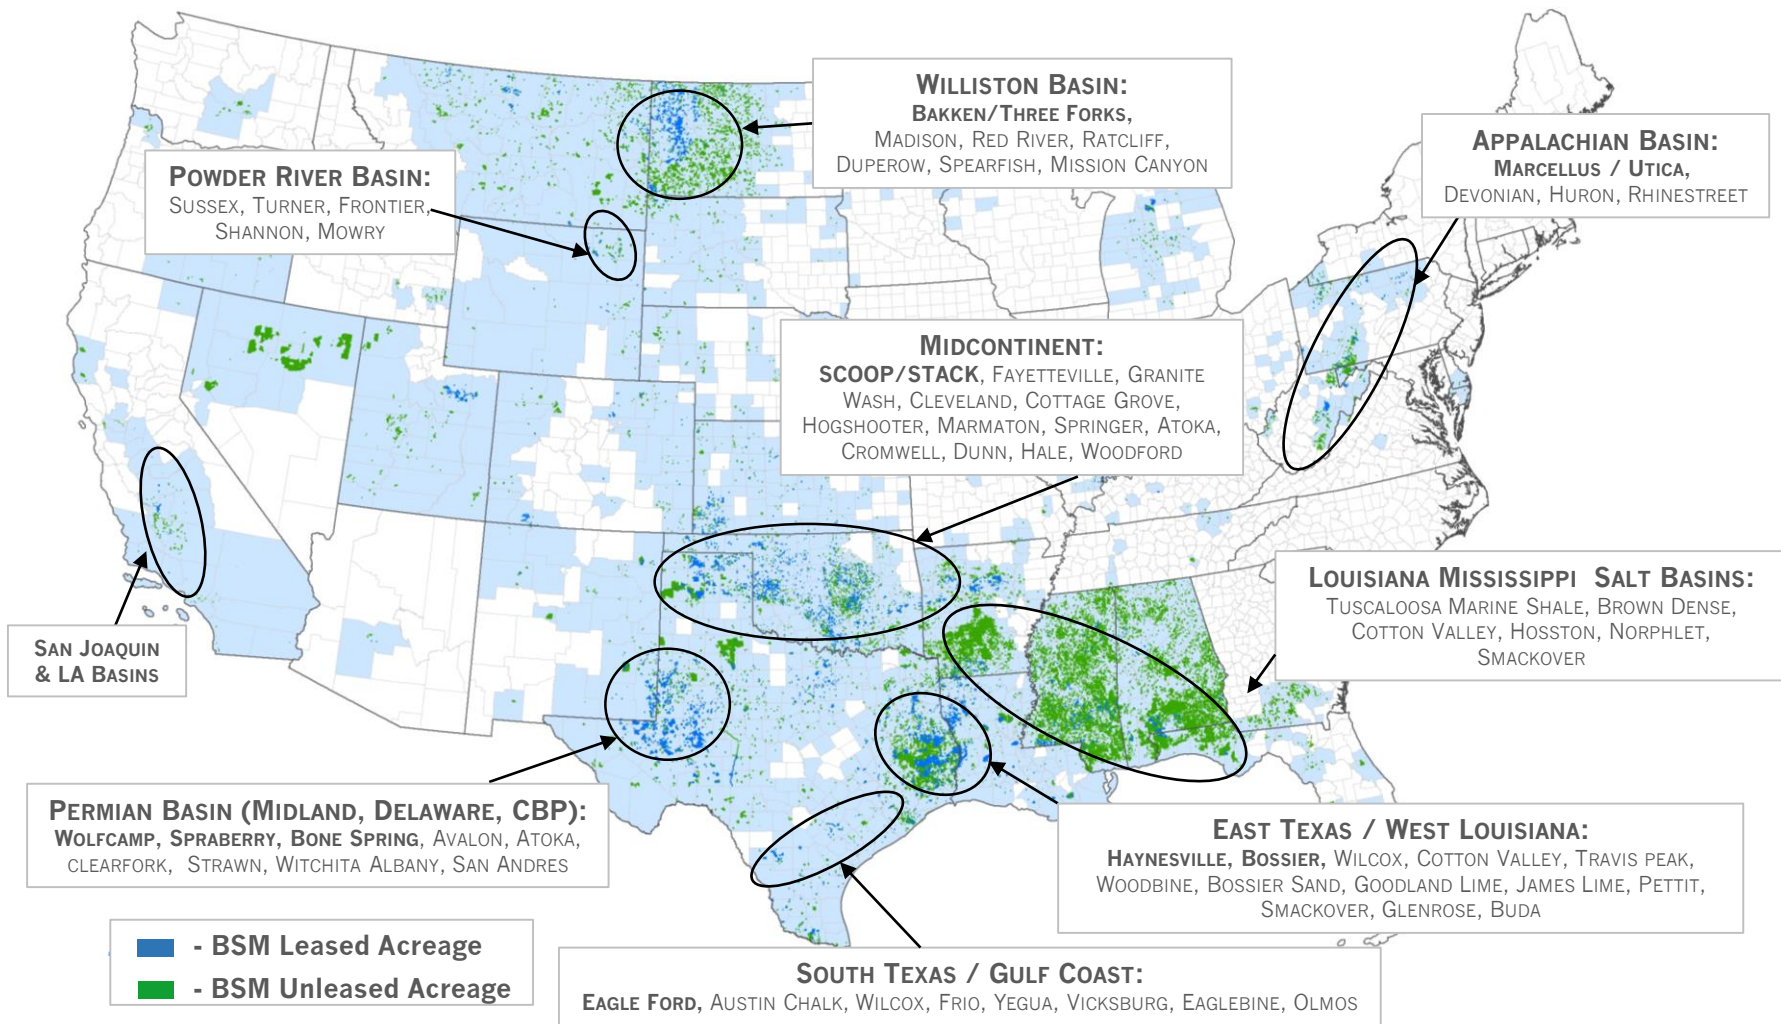 WILLISTON BASIN:
BAKKEN/THREE FORKS,
MADISON, RED RIVER, RATCLIFF,
DUPEROW, SPEARFISH, MISSION CANYON
APPALACHIAN BASIN:
MARCELLUS / UTICA,
DEVONIAN, HURON, RHINESTREET
POWDER RIVER BASIN:
SUSSEX, TURNER, FRONTIER,
SHANNON, MOWRY
MIDCONTINENT:
SCOOP/STACK, FAYETTEVILLE, GRANITE
WASH, CLEVELAND, COTTAGE GROVE,
HOGSHOOTER, MARMATON, SPRINGER, ATOKA,
CROMWELL, DUNN, HALE, WOODFORD
LOUISIANA MISSISSIPPI SALT BASINS:
TUSCALOOSA MARINE SHALE, BROWN DENSE,
COTTON VALLEY, HOSSTON, NORPHLET,
SMACKOVER
SAN JOAQUIN
& LA BASINS
PERMIAN BASIN (MIDLAND, DELAWARE, CBP):
WOLFCAMP, SPRABERRY, BONE SPRING, AVALON, ATOKA,
CLEARFORK, STRAWN, WITCHITA ALBANY, SAN ANDRES
EAST TEXAS / WEST LOUISIANA:
HAYNESVILLE, BOSSIER, WILCOX, COTTON VALLEY, TRAVIS PEAK,
WOODBINE, BOSSIER SAND, GOODLAND LIME, JAMES LIME, PETTIT,
SMACKOVER, GLENROSE, BUDA
- BSM Leased Acreage
- BSM Unleased Acreage
SOUTH TEXAS / GULF COAST:
EAGLE FORD, AUSTIN CHALK, WILCOX, FRIO, YEGUA, VICKSBURG, EAGLEBINE, OLMOS